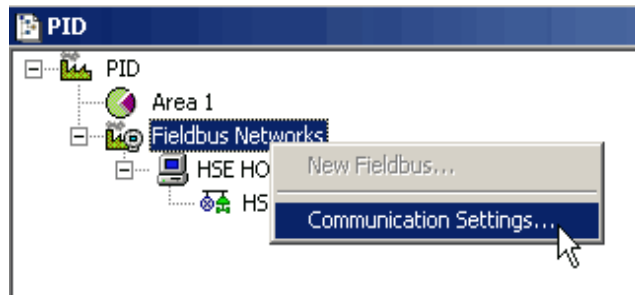 PID
PID
Area 1
Fieldbus Networks
New Fieldbus...
HSE HO
HS
Communication Settings...